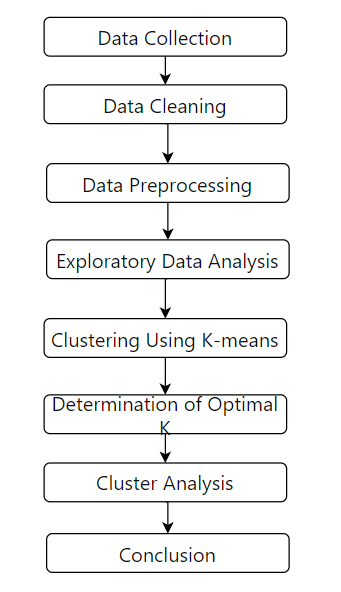 Data Collection
Data Cleaning
Data Preprocessing
Exploratory Data Analysis
Clustering Using K-means
Determination of Optimal
K
Cluster Analysis
Conclusion